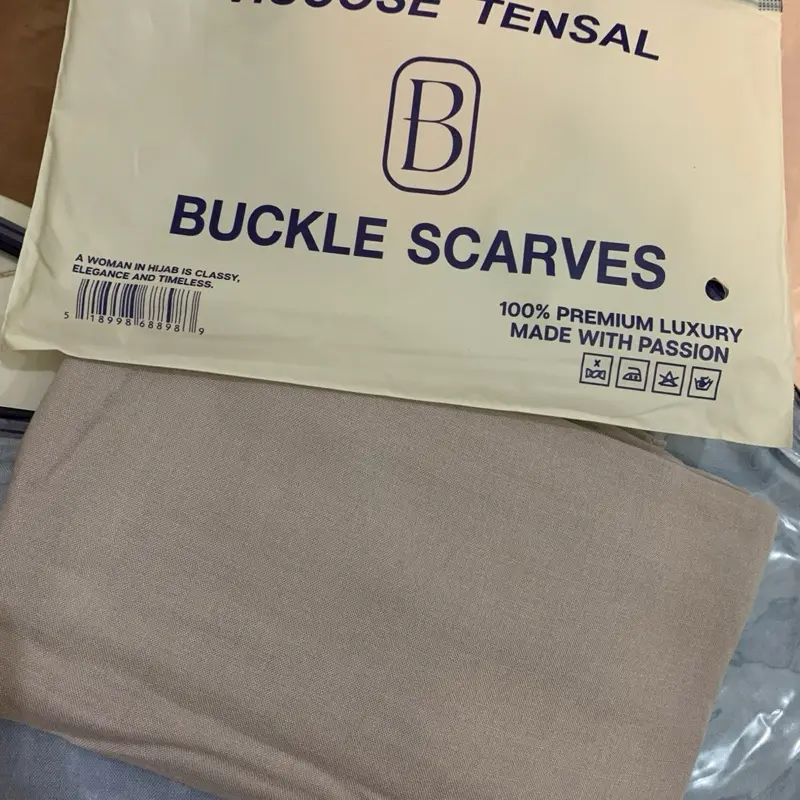 VISCOSE TENSAL
B
BUCKLE SCARVES
A WOMAN IN HIJAB IS CLASSY,
ELEGANCE AND TIMELESS.
5 18998 68898 9
100% PREMIUM LUXURY
MADE WITH PASSION